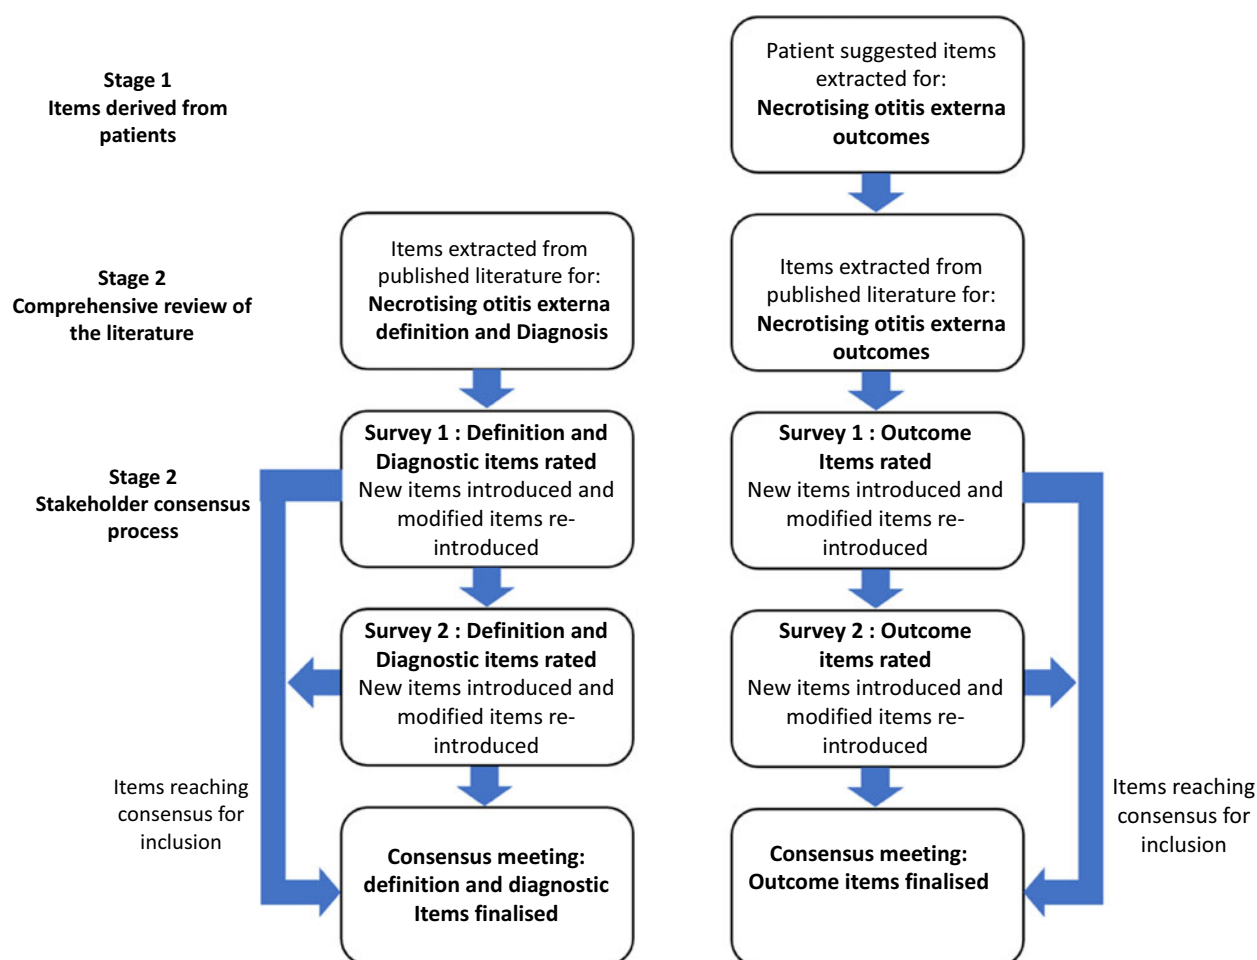 Stage 1
Items derived from
patients
Patient suggested items
extracted for:
Necrotising otitis externa
outcomes
Stage 2
Comprehensive review of
the literature
Items extracted from
published literature for:
Necrotising otitis externa
definition and Diagnosis
Items extracted from
published literature for:
Necrotising otitis externa
outcomes
Stage 2
Stakeholder consensus
process
Survey 1 : Definition and
Diagnostic items rated
New items introduced and
modified items re-
introduced
Survey 1 : Outcome
Items rated
New items introduced and
modified items re-
introduced
Survey 2 : Definition and
Diagnostic items rated
New items introduced and
modified items re-
introduced
Survey 2 : Outcome
items rated
New items introduced and
modified items re-
introduced
Items reaching
consensus for
inclusion
Items reaching
consensus for
inclusion
Consensus meeting:
definition and diagnostic
Items finalised
Consensus meeting:
Outcome items finalised